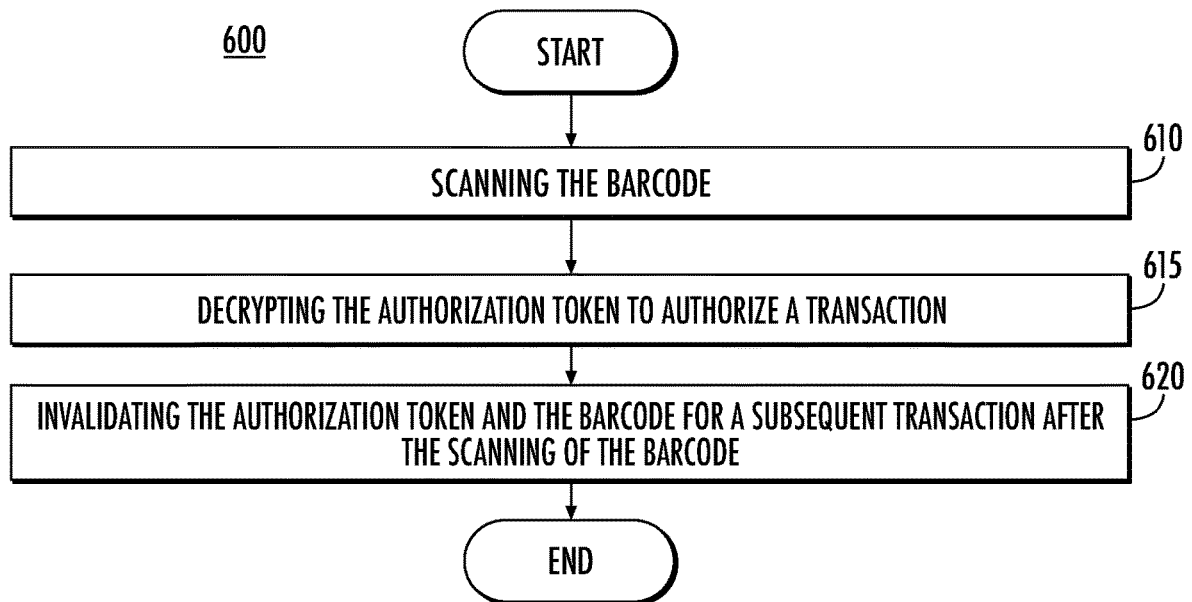 600
START
610
SCANNING THE BARCODE
615
DECRYPTING THE AUTHORIZATION TOKEN TO AUTHORIZE A TRANSACTION
620
INVALIDATING THE AUTHORIZATION TOKEN AND THE BARCODE FOR A SUBSEQUENT TRANSACTION AFTER
THE SCANNING OF THE BARCODE
END